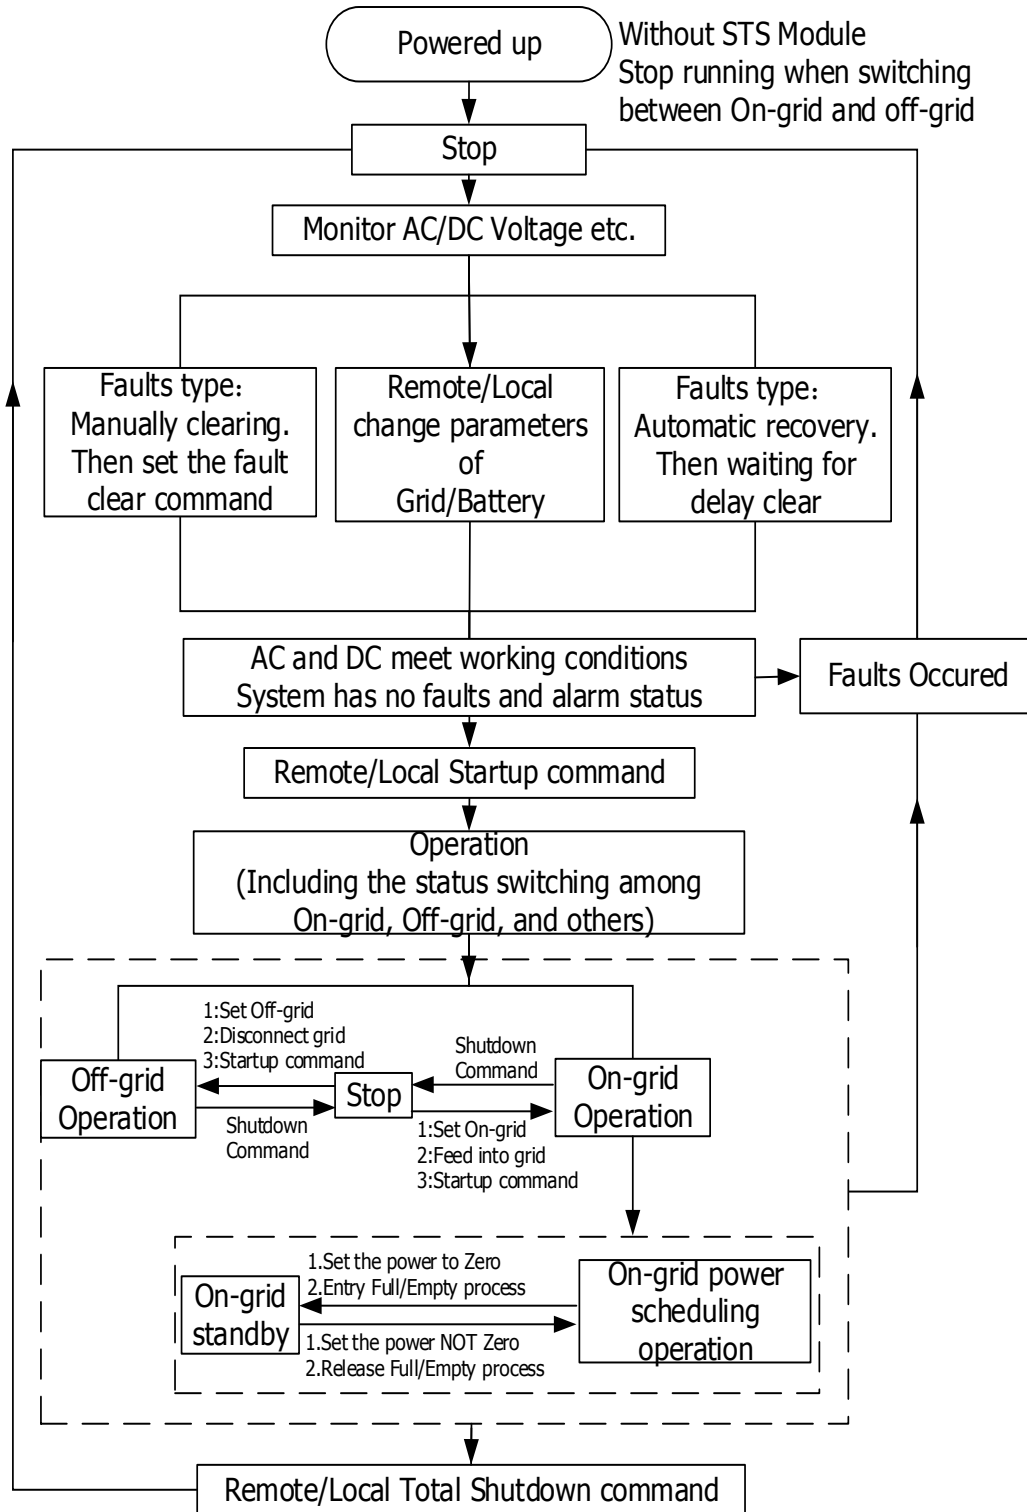 Powered up
Without STS Module
Stop running when switching
between On-grid and off-grid
Stop
Monitor AC/DC Voltage etc.
Faults type:
Manually clearing.
Then set the fault
clear command
Remote/Local
change parameters
of
Grid/Battery
Faults type:
Automatic recovery.
Then waiting for
delay clear
AC and DC meet working conditions
System has no faults and alarm status
Faults Occured
Remote/Local Startup command
Operation
(Including the status switching among
On-grid, Off-grid, and others)
1:Set Off-grid
2:Disconnect grid
3:Startup command
Shutdown
Command
Off-grid
Operation
Stop
On-grid
Operation
Shutdown
Command
1:Set On-grid
2:Feed into grid
3:Startup command
1.Set the power to Zero
2.Entry Full/Empty process
On-grid
standby
On-grid power
scheduling
operation
1.Set the power NOT Zero
2.Release Full/Empty process
Remote/Local Total Shutdown command